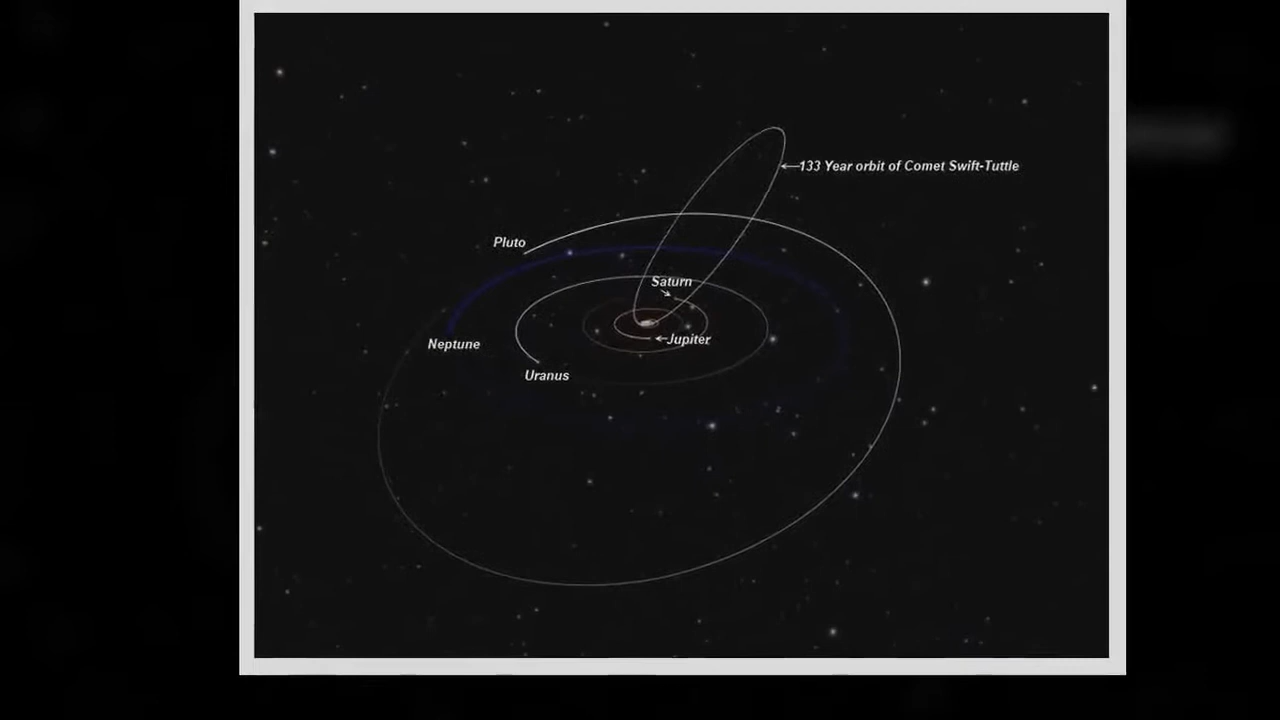 133 Year orbit of Comet Swift-Tuttle
Pluto
Saturn
Jupiter
Neptune
Uranus